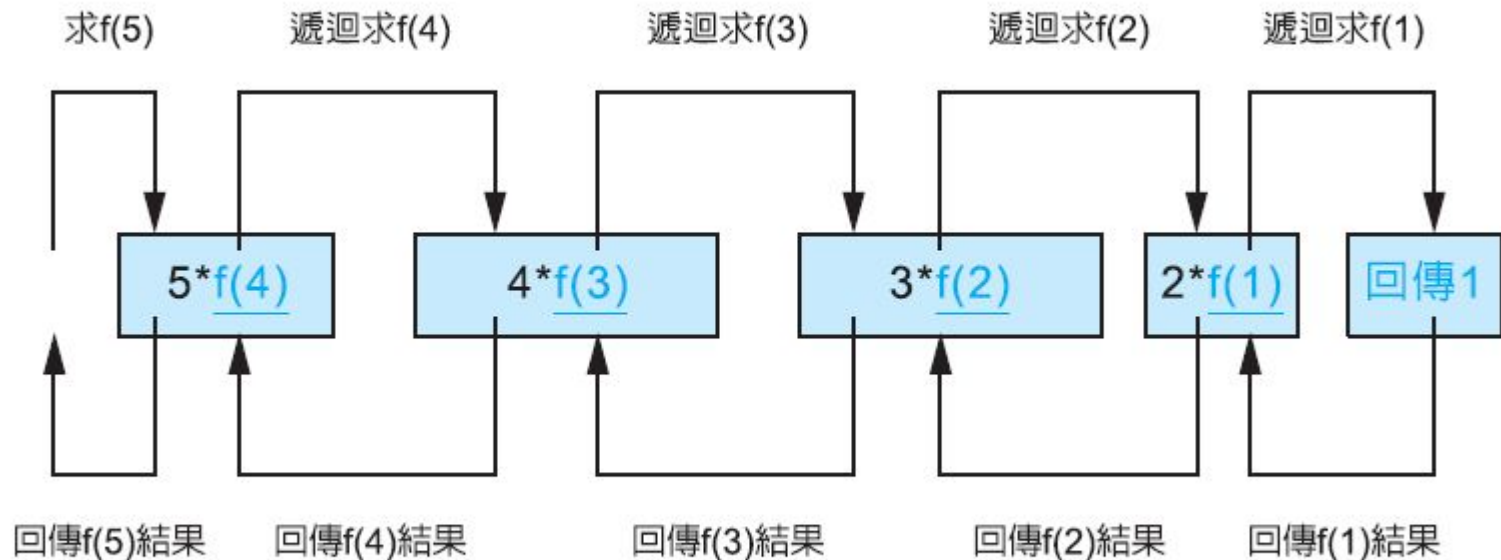 求f(5) 遞迴求f(4) 遞迴求f(3) 遞迴求f(2) 遞迴求f(1)
5*f(4) 4*f(3) 3*f(2) 2*f(1) 回傳1
回傳f(5)結果 回傳f(4)結果 回傳f(3)結果 回傳f(2)結果 回傳f(1)結果